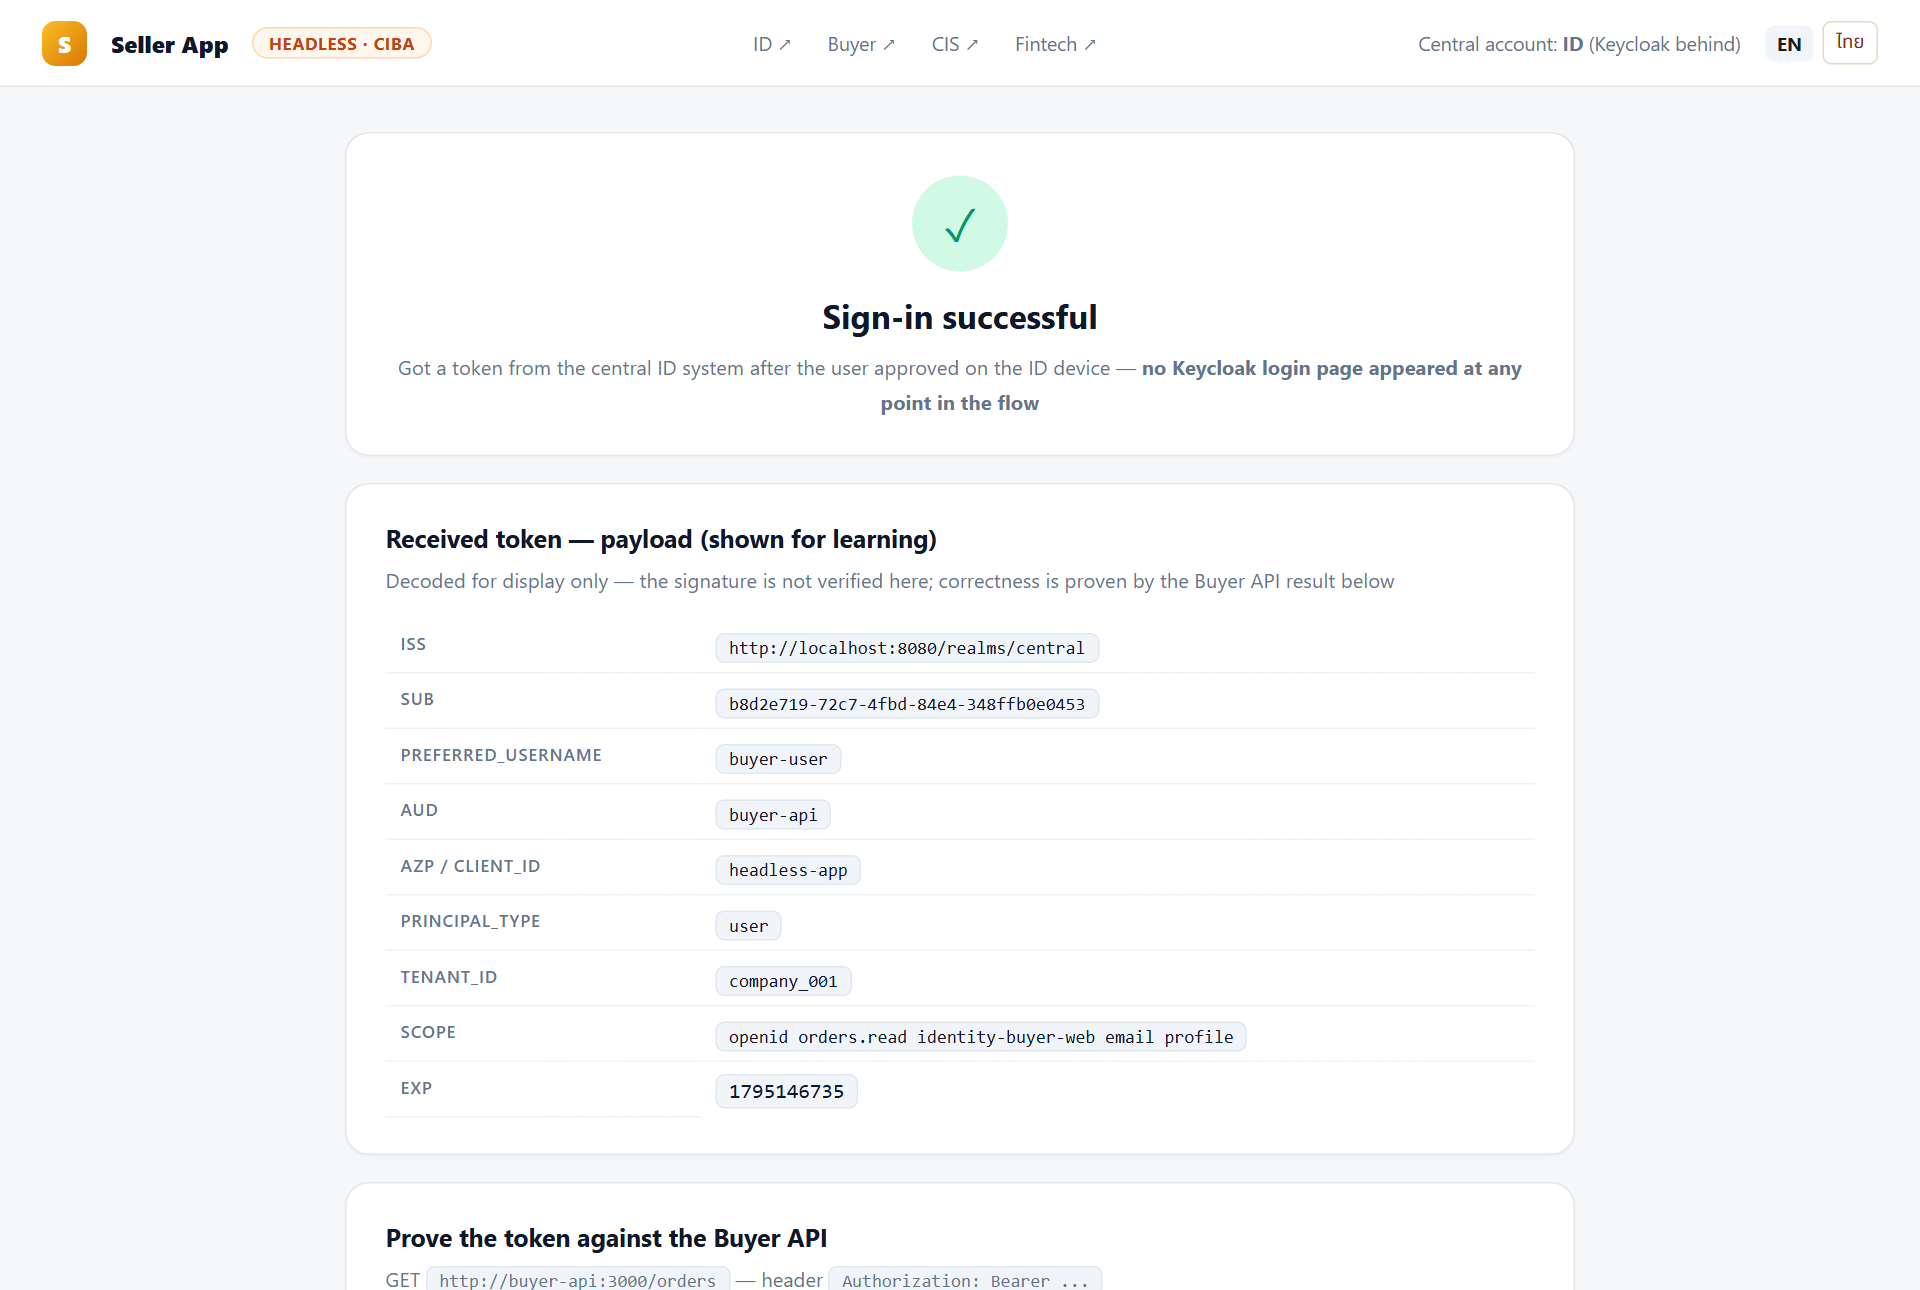 S Seller App HEADLESS · CIBA ID ↗ Buyer ↗ CIS ↗ Fintech ↗ Central account: ID (Keycloak behind) EN ไทย
✓
Sign-in successful
Got a token from the central ID system after the user approved on the ID device — no Keycloak login page appeared at any
point in the flow
Received token — payload (shown for learning)
Decoded for display only — the signature is not verified here; correctness is proven by the Buyer API result below
ISS http://localhost:8080/realms/central
SUB b8d2e719-72c7-4fbd-84e4-348ffb0e0453
PREFERRED_USERNAME buyer-user
AUD buyer-api
AZP / CLIENT_ID headless-app
PRINCIPAL_TYPE user
TENANT_ID company_001
SCOPE openid orders.read identity-buyer-web email profile
EXP 1795146735
Prove the token against the Buyer API
GET http://buyer-api:3000/orders — header Authorization: Bearer ...